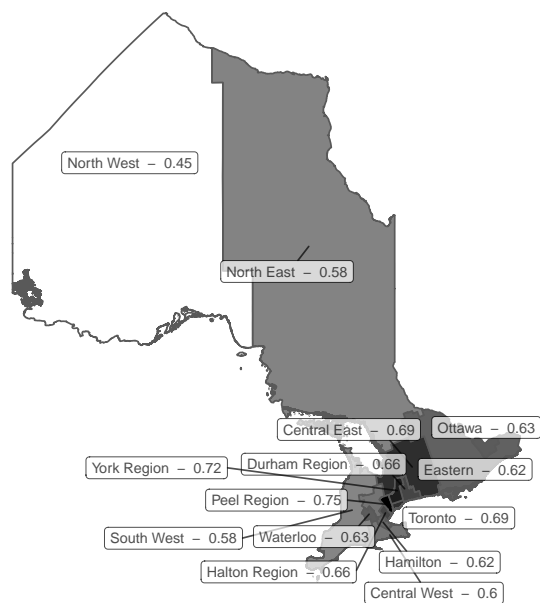 North West – 0.45
North East – 0.58
Central East – 0.69
Ottawa – 0.63
York Region – 0.72
Durham Region – 0.66
Eastern – 0.62
Peel Region – 0.75
Toronto – 0.69
South West – 0.58
Waterloo – 0.63
Hamilton – 0.62
Halton Region – 0.66
Central West – 0.6